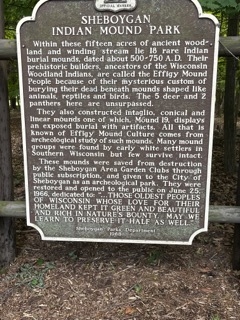 OFFICIAL MARKER
SHEBOYGAN
INDIAN MOUND PARK
Within these fifteen acres of ancient wood-
land and winding stream lie 18 rare Indian
burial mounds, dated about 500-750 A.D. Their
prehistoric builders, ancestors of the Wisconsin
Woodland Indians, are called the Effigy Mound
People because of their mysterious custom of
burying their dead beneath mounds shaped like
animals, reptiles and birds. The 5 deer and 2
panthers here are unsurpassed.
They also constructed intaglio, conical and
linear mounds one of which, Mound 19, displays
an exposed burial with artifacts. All that is
known of Effigy Mound Culture comes from
archeological study of such mounds. Many mound
groups were found by early white settlers in
Southern Wisconsin but few survive intact.
These mounds were saved from destruction
by the Sheboygan Area Garden Clubs through
public subscription, and given to the City of
Sheboygan as an archeological park. They were
restored and opened to the public on June 25,
1966, dedicated to: "...THOSE OLDEST PEOPLES
OF WISCONSIN WHOSE LOVE FOR THEIR
HOMELAND KEPT IT GREEN AND BEAUTIFUL
AND RICH IN NATURE'S BOUNTY. MAY WE
LEARN TO PRESERVE IT HALF AS WELL."
Sheboygan Parks Department